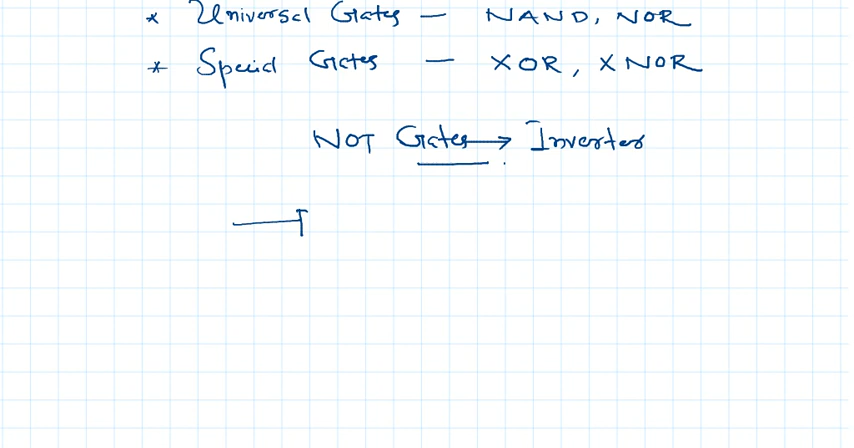 * Universal Gates — NAND, NOR
* Special Gates — XOR, XNOR
NOT Gates → Inverter